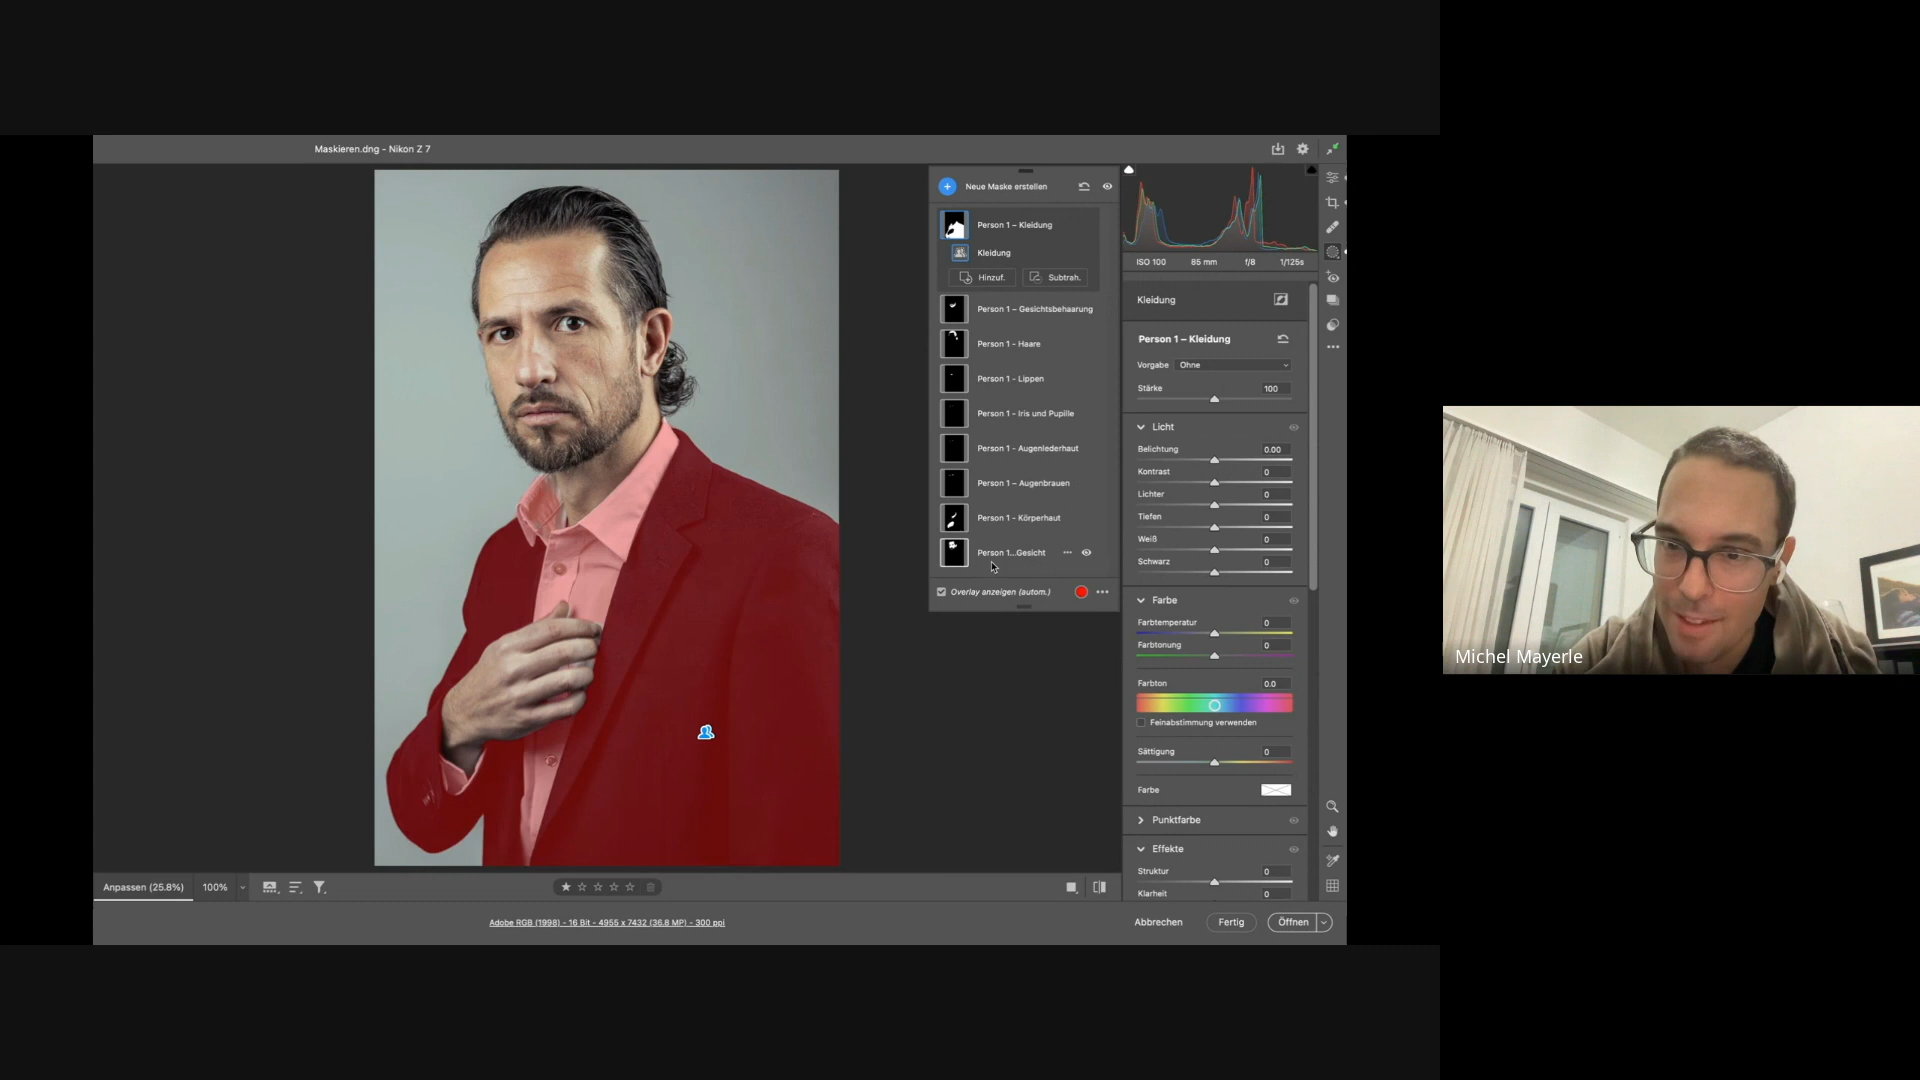 Maskieren.dng - Nikon Z 7
Neue Maske erstellen
Person 1 – Kleidung
Kleidung
Hinzuf.
Subtrah.
Person 1 – Gesichtsbehaarung
Person 1 - Haare
Person 1 - Lippen
Person 1 - Iris und Pupille
Person 1 - Augenlederhaut
Person 1 – Augenbrauen
Person 1 - Körperhaut
Person 1...Gesicht
Overlay anzeigen (autom.)
ISO 100 85 mm f/8 1/125s
Kleidung
Person 1 – Kleidung
Vorgabe Ohne
Stärke 100
Licht
Belichtung 0.00
Kontrast 0
Lichter 0
Tiefen 0
Weiß 0
Schwarz 0
Farbe
Farbtemperatur 0
Farbtonung 0
Farbton 0.0
Feinabstimmung verwenden
Sättigung 0
Farbe
Punktfarbe
Effekte
Struktur 0
Klarheit 0
Anpassen (25.8%) 100%
Adobe RGB (1998) - 16 Bit - 4955 x 7432 (36.8 MP) - 300 ppi
Abbrechen Fertig Öffnen
Michel Mayerle